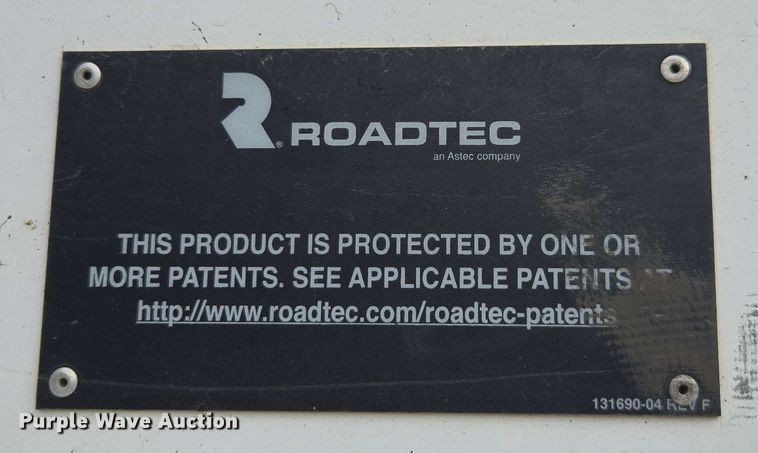 R® ROADTEC
an Astec company
THIS PRODUCT IS PROTECTED BY ONE OR
MORE PATENTS. SEE APPLICABLE PATENTS AT
http://www.roadtec.com/roadtec-patents
131690-04 REV F
Purple Wave Auction